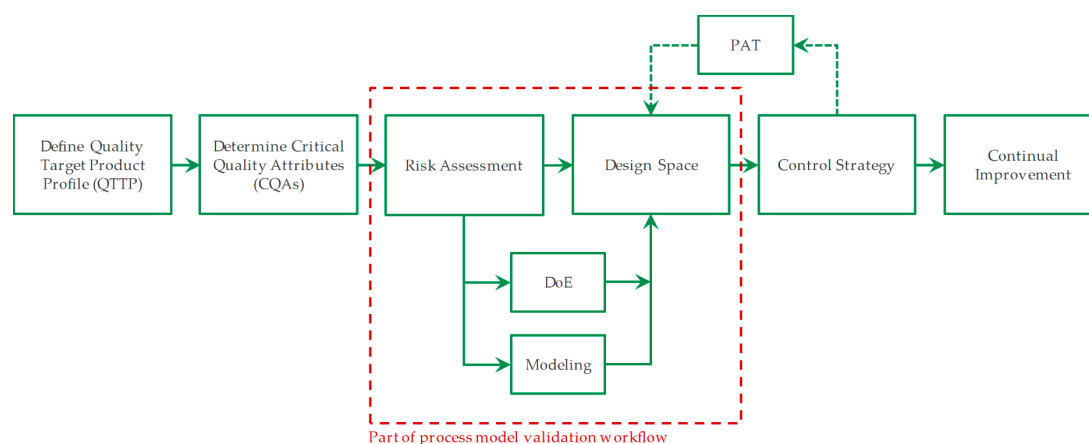 PAT
Define Quality
Target Product
Profile (QTTP)
Determine Critical
Quality Attributes
(CQAs)
Risk Assessment
Design Space
Control Strategy
Continual
Improvement
DoE
Modeling
Part of process model validation workflow